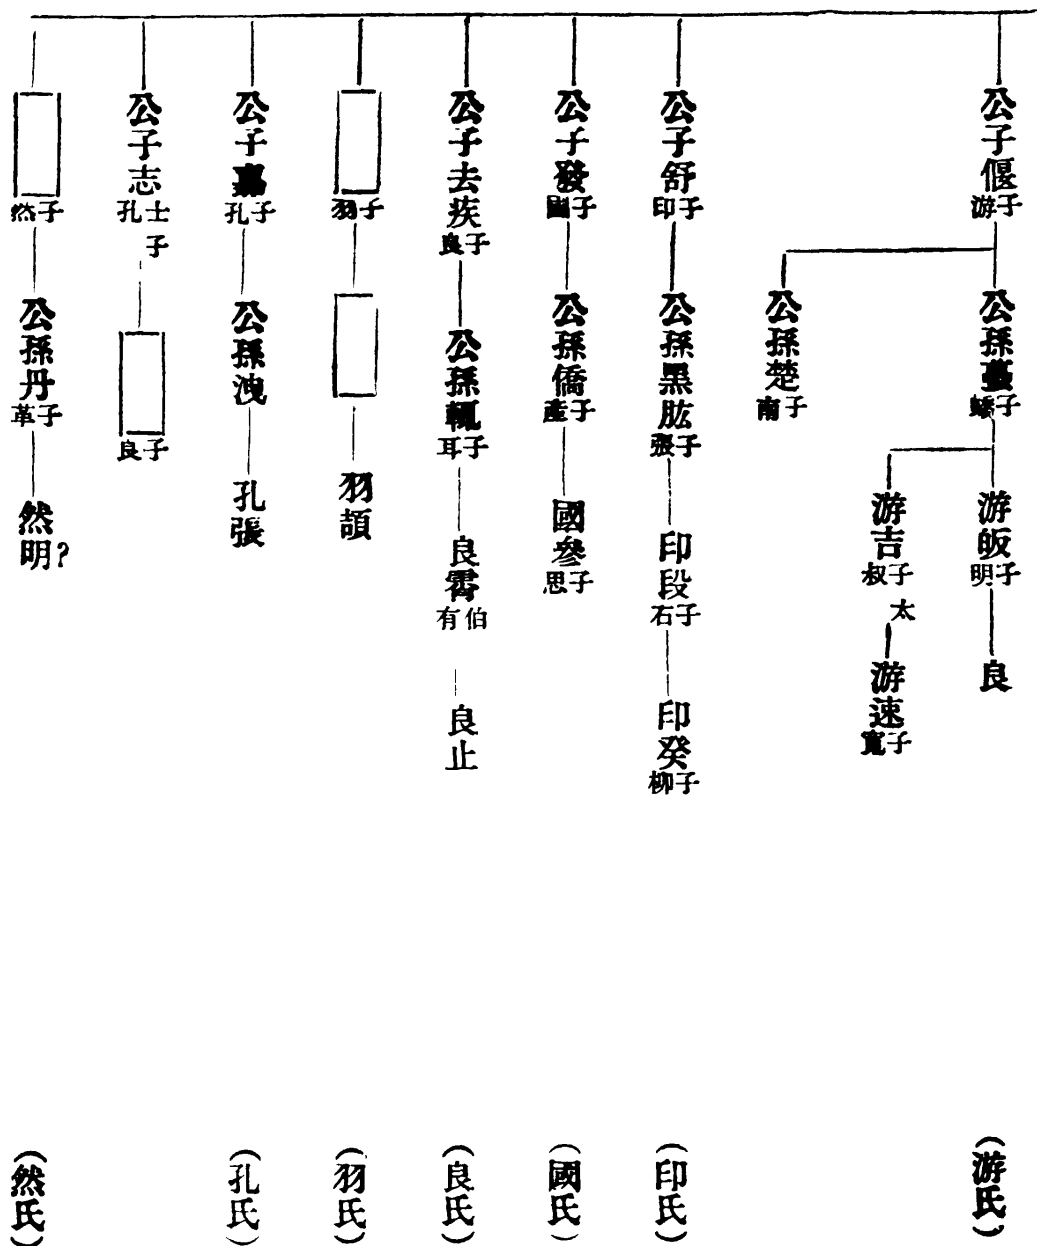 公子偃
子游
公孫蠆
子蟜
游眅
子明
良
游吉
子太叔
游速
子寬
公孫楚
子南
(游氏)
公子舒
子印
公孫黑肱
子張
印段
子石
印癸
子柳
(印氏)
公子發
子國
公孫僑
子產
國參
子思
(國氏)
公子去疾
子良
公孫輒
子耳
良霄
伯有
良止
(良氏)
子羽
羽頡
(羽氏)
公子嘉
子孔
公孫洩
孔張
(孔氏)
公子志
士子孔
子良
子然
公孫丹
子革
然明?
(然氏)